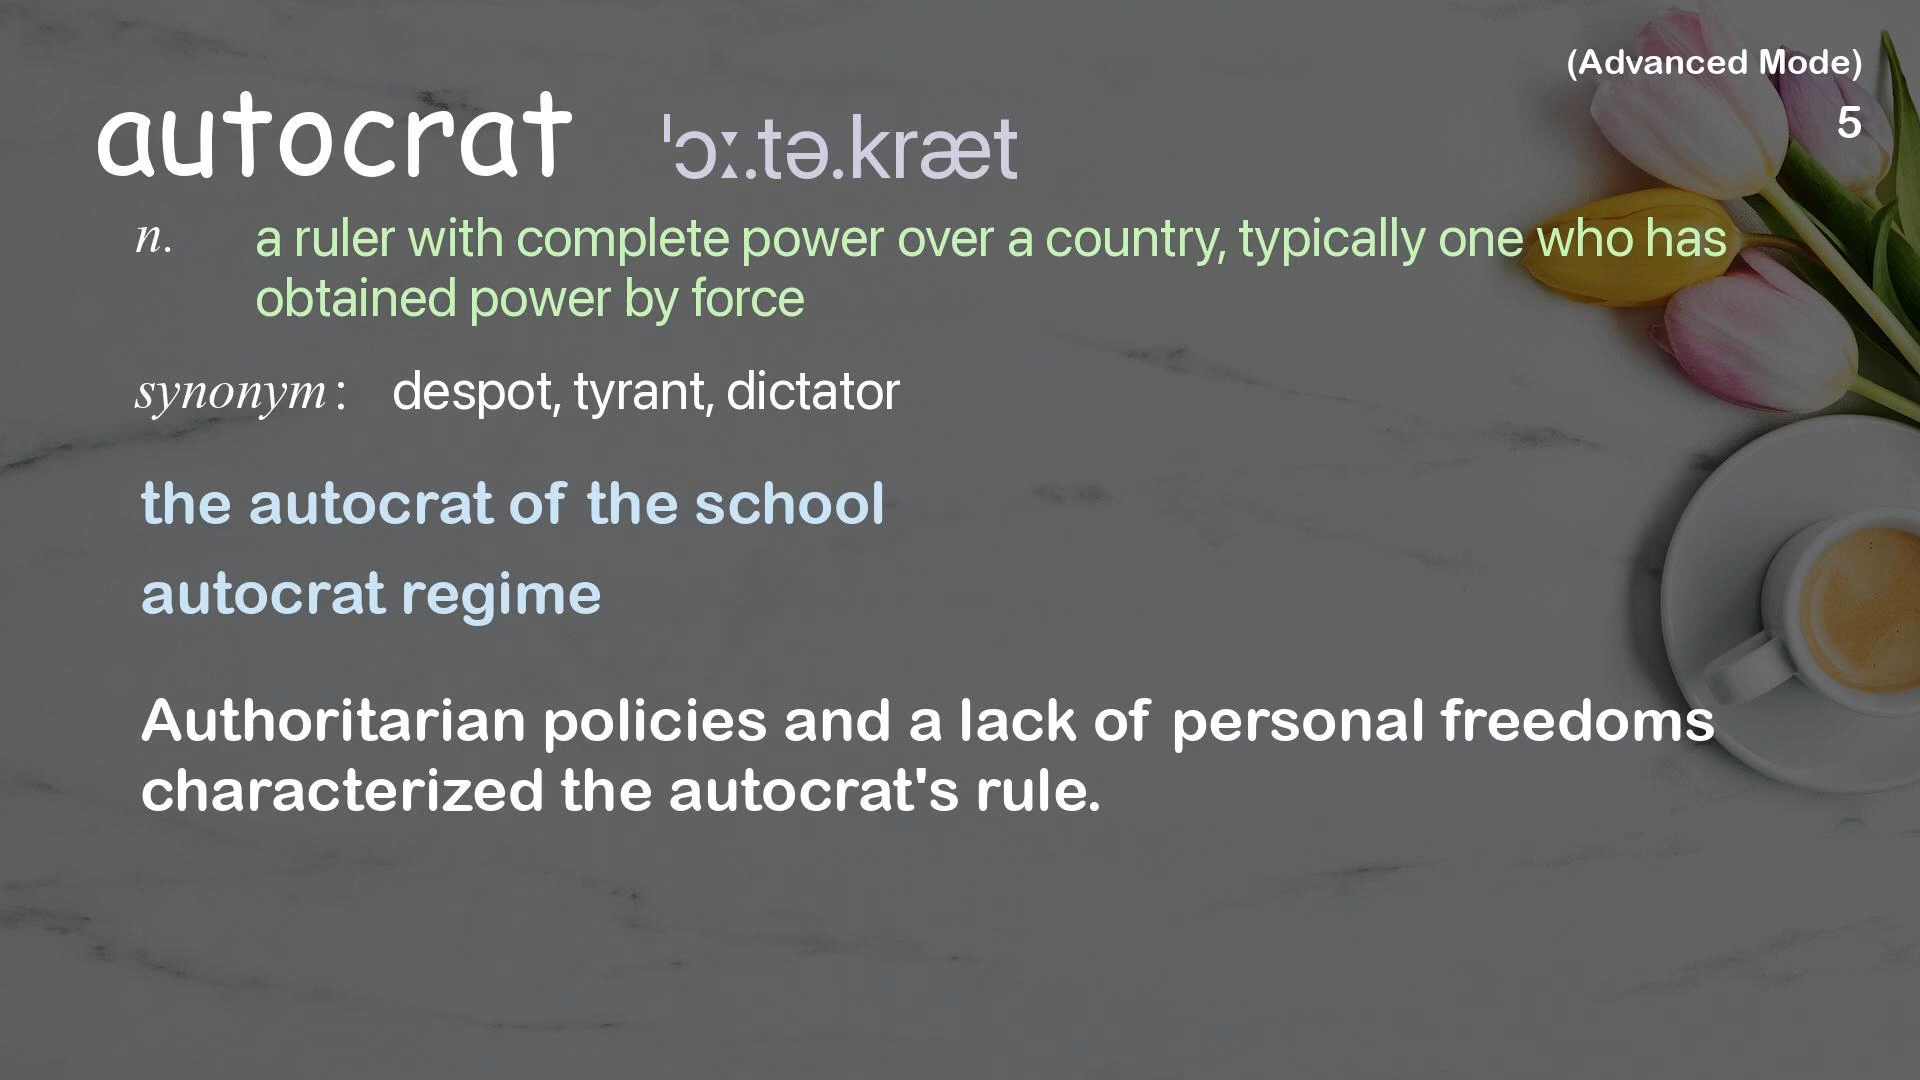 (Advanced Mode)
5
autocrat ˈɔː.tə.kræt
n. a ruler with complete power over a country, typically one who has
obtained power by force
synonym: despot, tyrant, dictator
the autocrat of the school
autocrat regime
Authoritarian policies and a lack of personal freedoms
characterized the autocrat's rule.